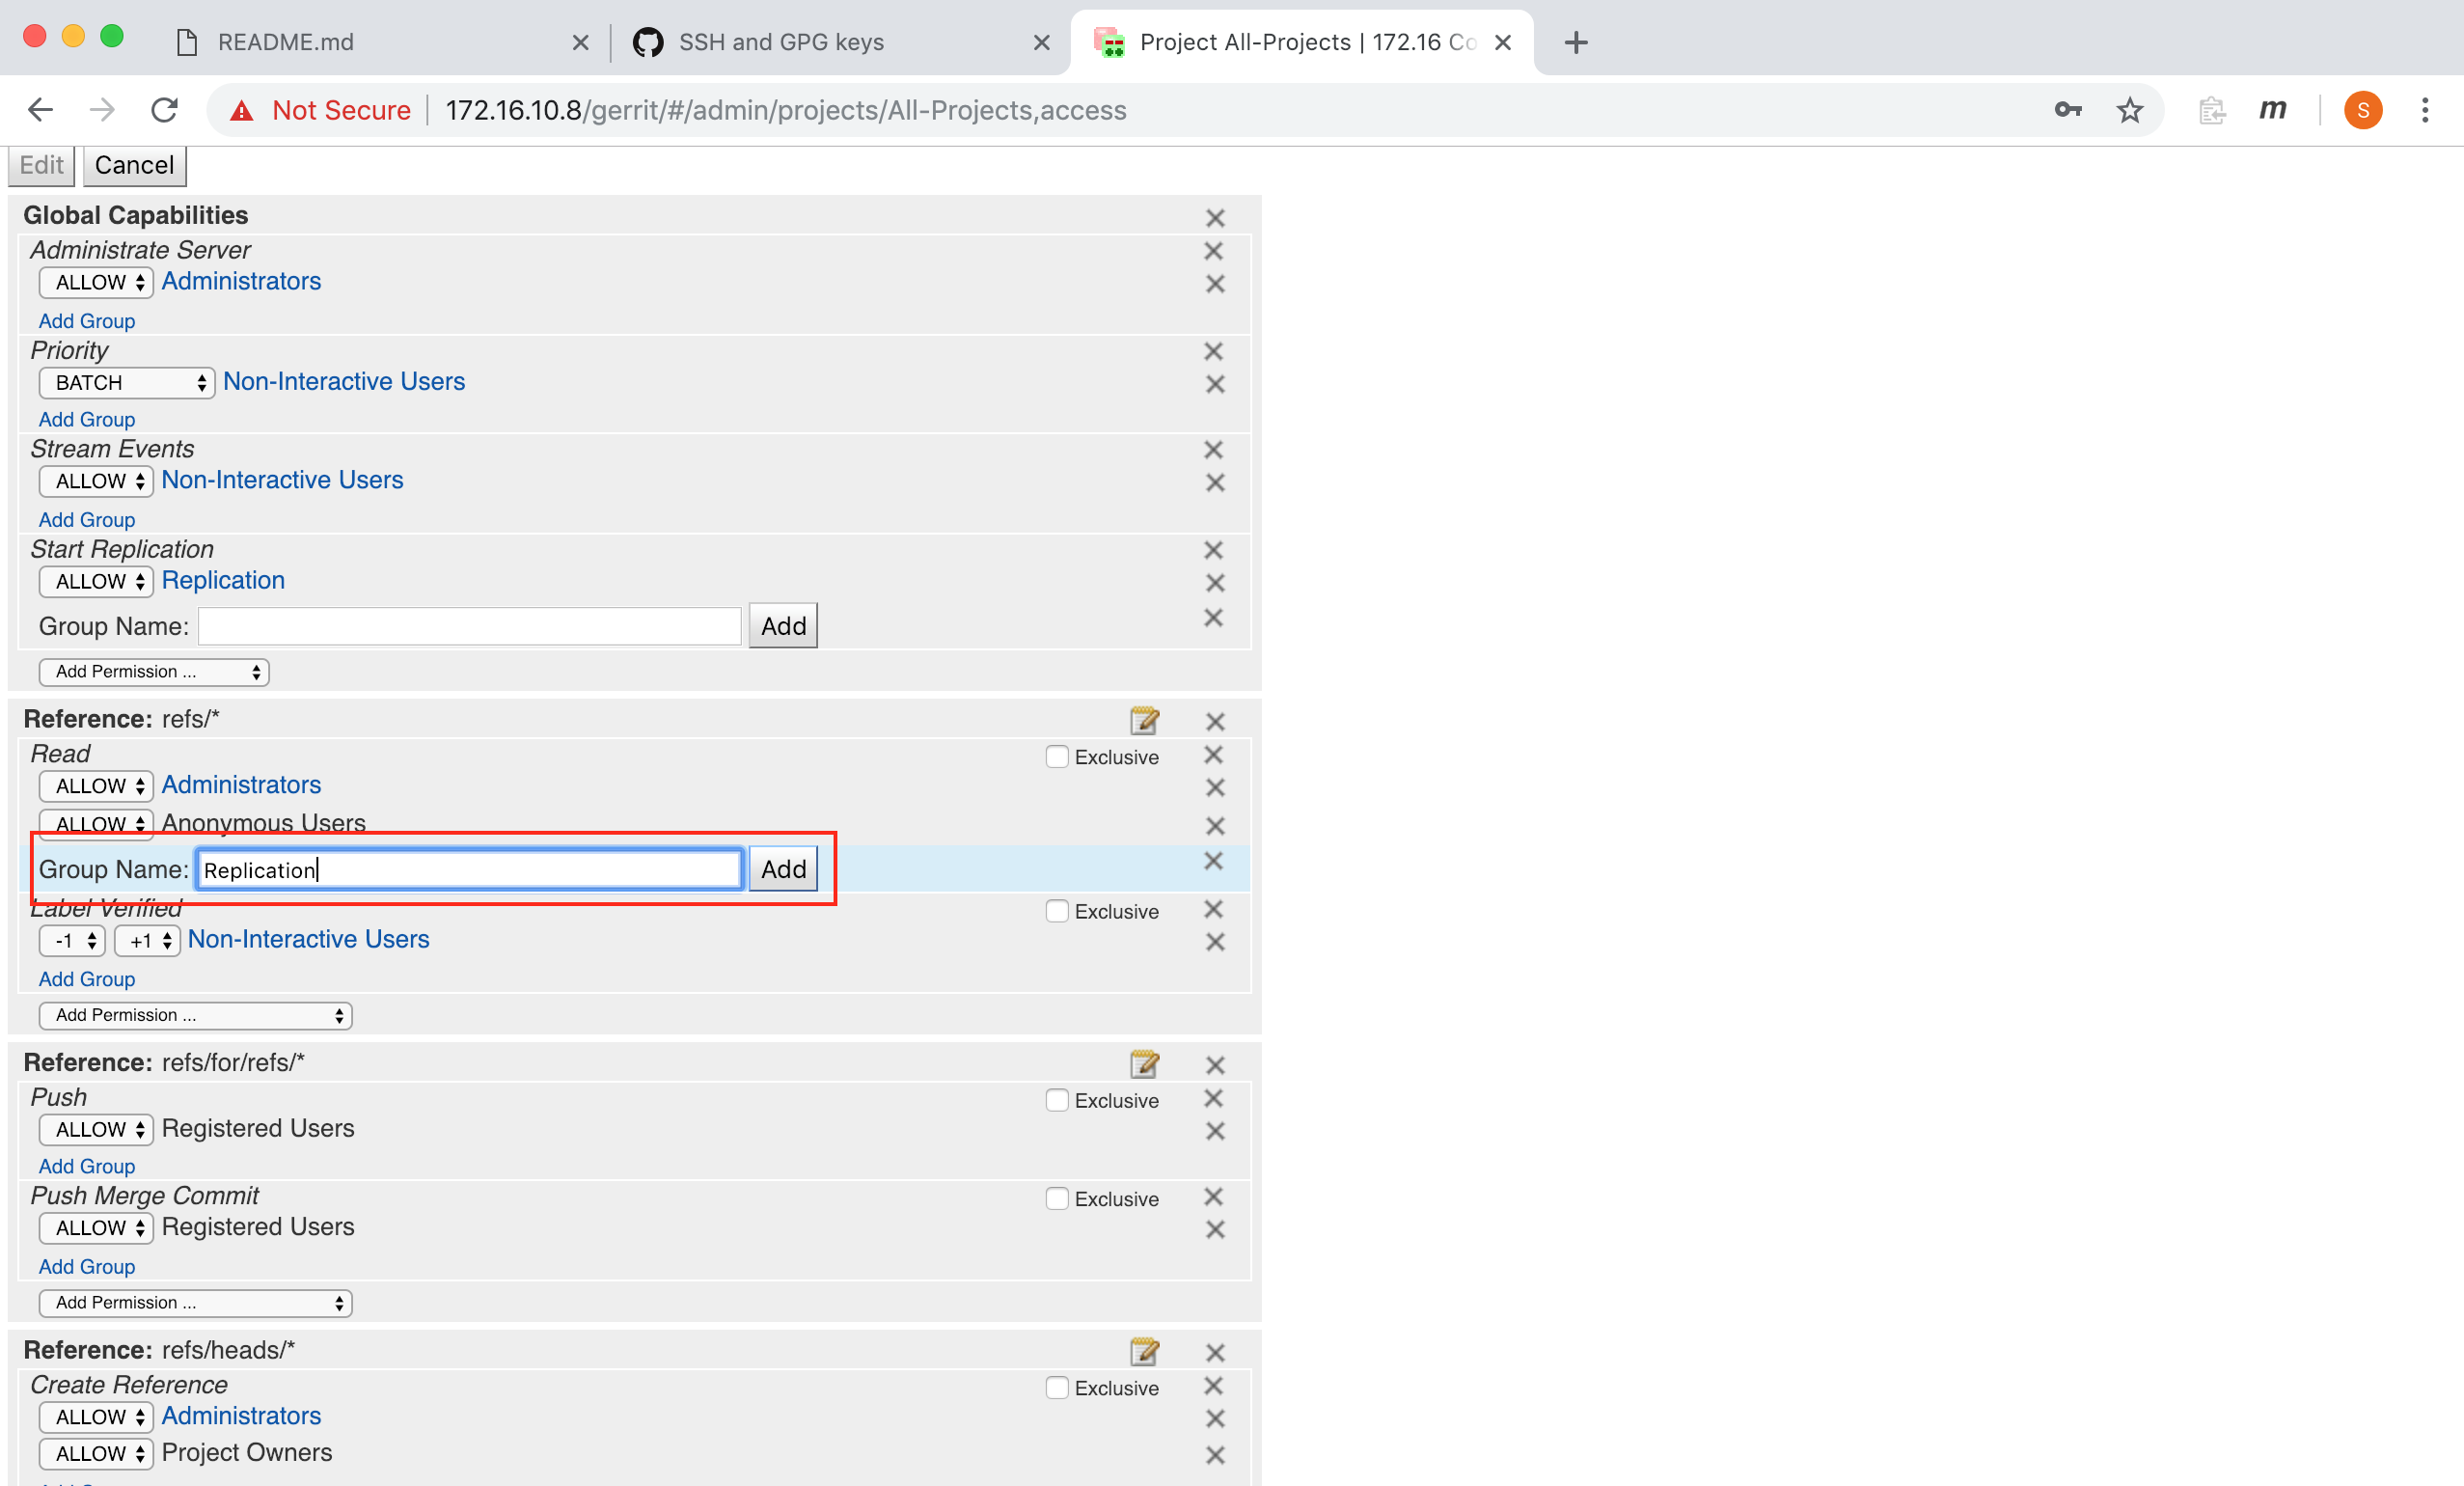 README.md
SSH and GPG keys
Project All-Projects | 172.16 Co
Not Secure 172.16.10.8/gerrit/#/admin/projects/All-Projects,access
m
S
Edit Cancel
Global Capabilities
Administrate Server
ALLOW Administrators
Add Group
Priority
BATCH Non-Interactive Users
Add Group
Stream Events
ALLOW Non-Interactive Users
Add Group
Start Replication
ALLOW Replication
Group Name: Add
Add Permission ...
Reference: refs/*
Read Exclusive
ALLOW Administrators
ALLOW Anonymous Users
Group Name: Replication Add
Label Verified Exclusive
-1 +1 Non-Interactive Users
Add Group
Add Permission ...
Reference: refs/for/refs/*
Push Exclusive
ALLOW Registered Users
Add Group
Push Merge Commit Exclusive
ALLOW Registered Users
Add Group
Add Permission ...
Reference: refs/heads/*
Create Reference Exclusive
ALLOW Administrators
ALLOW Project Owners